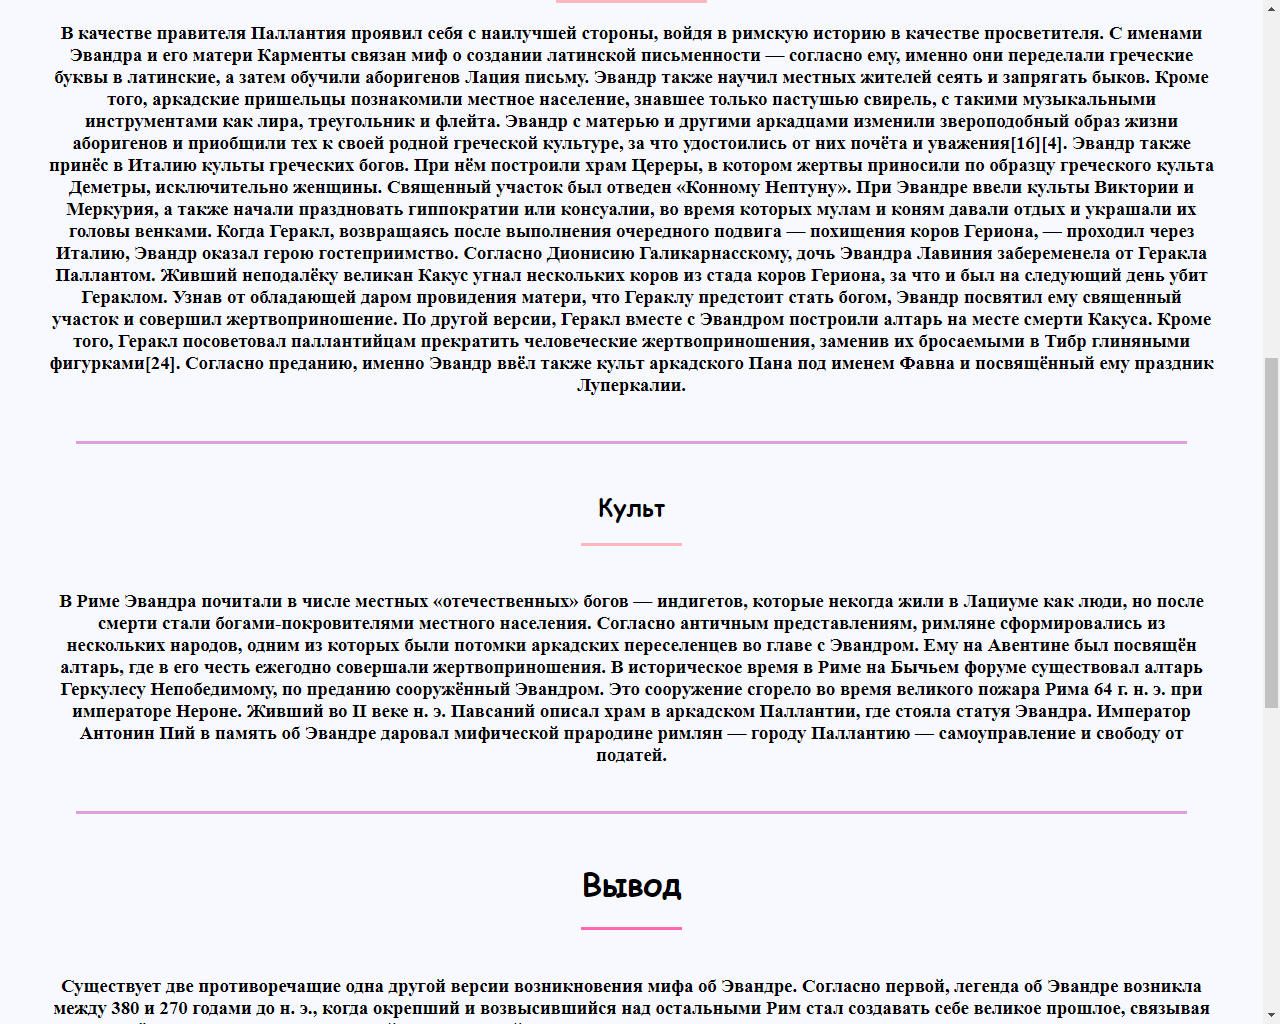 В качестве правителя Паллантия проявил себя с наилучшей стороны, войдя в римскую историю в качестве просветителя. С именами
Эвандра и его матери Карменты связан миф о создании латинской письменности — согласно ему, именно они переделали греческие
буквы в латинские, а затем обучили аборигенов Лация письму. Эвандр также научил местных жителей сеять и запрягать быков. Кроме
того, аркадские пришельцы познакомили местное население, знавшее только пастушью свирель, с такими музыкальными
инструментами как лира, треугольник и флейта. Эвандр с матерью и другими аркадцами изменили звероподобный образ жизни
аборигенов и приобщили тех к своей родной греческой культуре, за что удостоились от них почёта и уважения[16][4]. Эвандр также
принёс в Италию культы греческих богов. При нём построили храм Цереры, в котором жертвы приносили по образцу греческого культа
Деметры, исключительно женщины. Священный участок был отведен «Конному Нептуну». При Эвандре ввели культы Виктории и
Меркурия, а также начали праздновать гиппократии или консуалии, во время которых мулам и коням давали отдых и украшали их
головы венками. Когда Геракл, возвращаясь после выполнения очередного подвига — похищения коров Гериона, — проходил через
Италию, Эвандр оказал герою гостеприимство. Согласно Дионисию Галикарнасскому, дочь Эвандра Лавиния забеременела от Геракла
Паллантом. Живший неподалёку великан Какус угнал нескольких коров из стада коров Гериона, за что и был на следующий день убит
Гераклом. Узнав от обладающей даром провидения матери, что Гераклу предстоит стать богом, Эвандр посвятил ему священный
участок и совершил жертвоприношение. По другой версии, Геракл вместе с Эвандром построили алтарь на месте смерти Какуса. Кроме
того, Геракл посоветовал паллантийцам прекратить человеческие жертвоприношения, заменив их бросаемыми в Тибр глиняными
фигурками[24]. Согласно преданию, именно Эвандр ввёл также культ аркадского Пана под именем Фавна и посвящённый ему праздник
Луперкалии.
Культ
В Риме Эвандра почитали в числе местных «отечественных» богов — индигетов, которые некогда жили в Лациуме как люди, но после
смерти стали богами-покровителями местного населения. Согласно античным представлениям, римляне сформировались из
нескольких народов, одним из которых были потомки аркадских переселенцев во главе с Эвандром. Ему на Авентине был посвящён
алтарь, где в его честь ежегодно совершали жертвоприношения. В историческое время в Риме на Бычьем форуме существовал алтарь
Геркулесу Непобедимому, по преданию сооружённый Эвандром. Это сооружение сгорело во время великого пожара Рима 64 г. н. э. при
императоре Нероне. Живший во II веке н. э. Павсаний описал храм в аркадском Паллантии, где стояла статуя Эвандра. Император
Антонин Пий в память об Эвандре даровал мифической прародине римлян — городу Паллантию — самоуправление и свободу от
податей.
Вывод
Существует две противоречащие одна другой версии возникновения мифа об Эвандре. Согласно первой, легенда об Эвандре возникла
между 380 и 270 годами до н. э., когда окрепший и возвысившийся над остальными Рим стал создавать себе великое прошлое, связывая